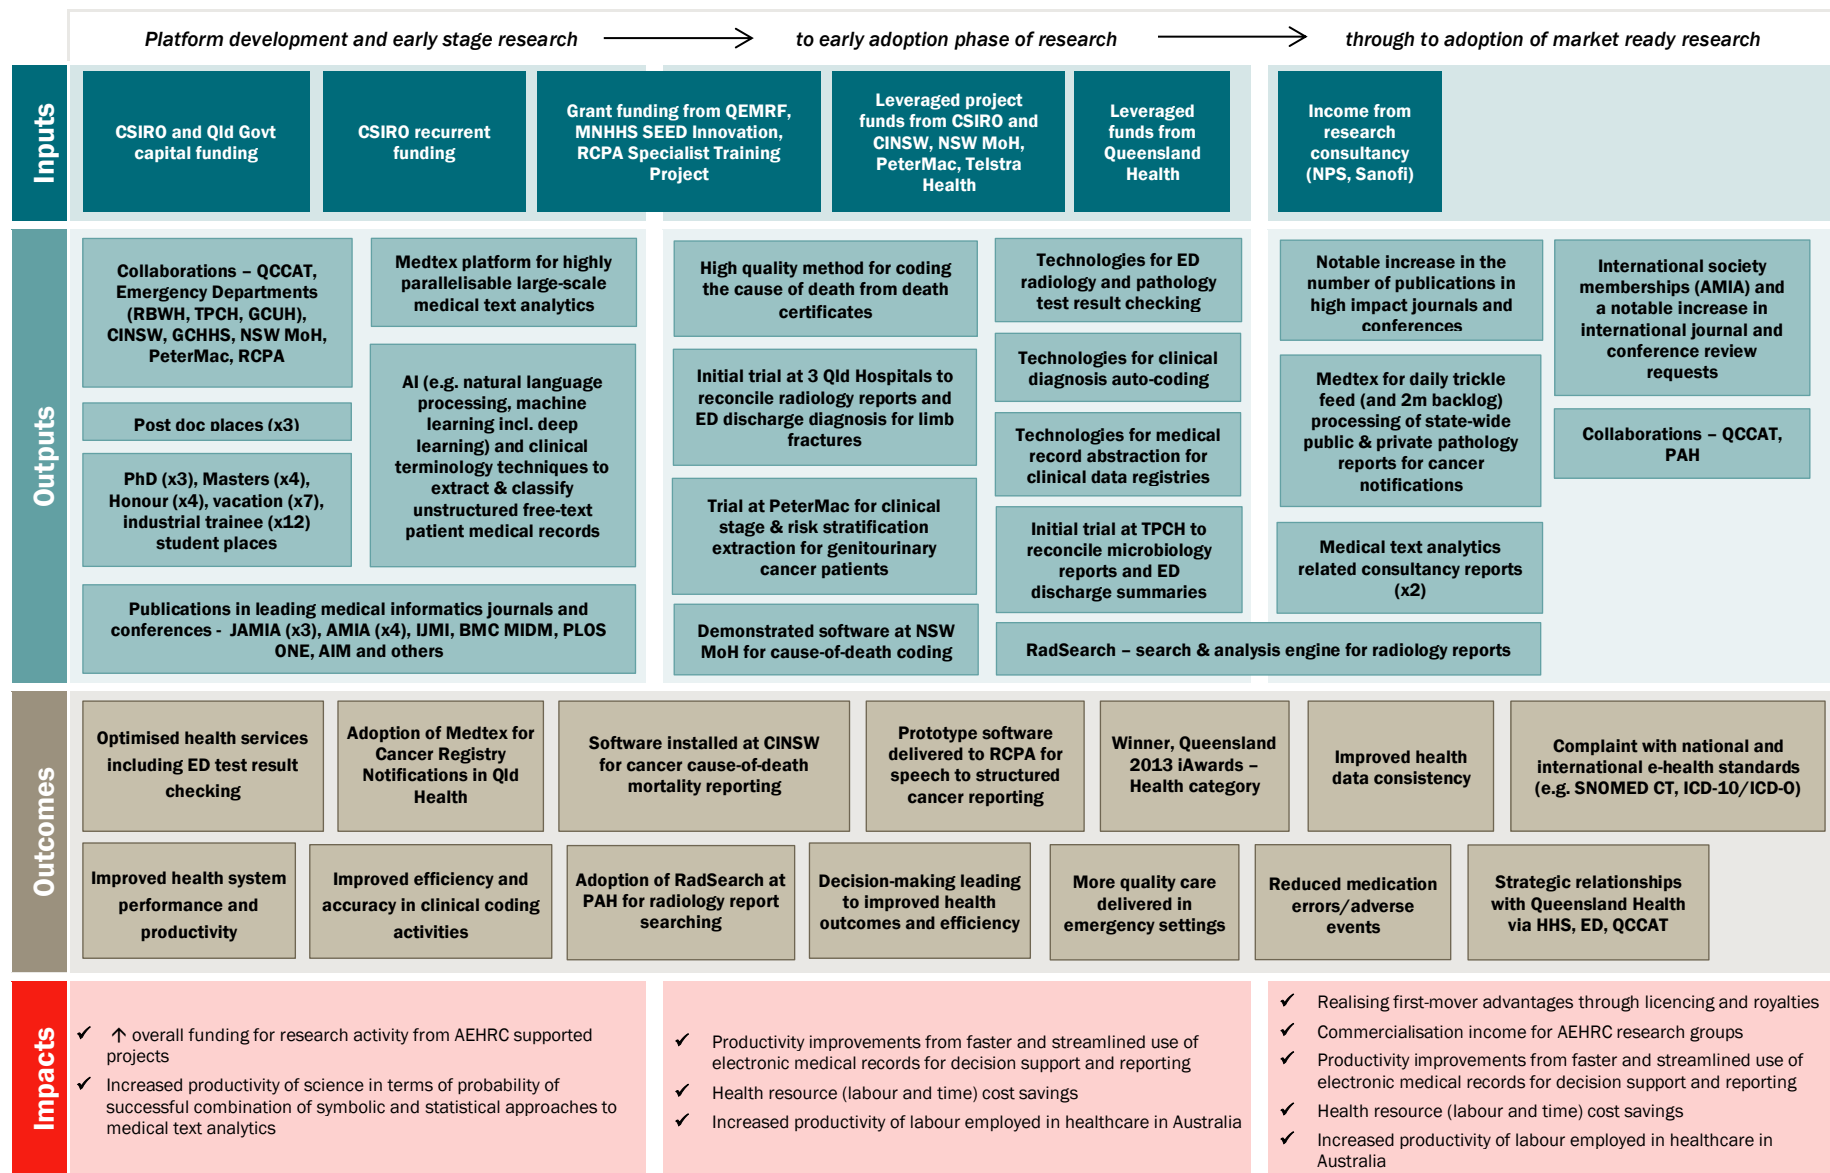 Platform development and early stage research
to early adoption phase of research
through to adoption of market ready research
Inputs
CSIRO and Qld Govt
capital funding
CSIRO recurrent
funding
Grant funding from QEMRF,
MNHHS SEED Innovation,
RCPA Specialist Training
Project
Leveraged project
funds from CSIRO and
CINSW, NSW MoH,
PeterMac, Telstra
Health
Leveraged
funds from
Queensland
Health
Income from
research
consultancy
(NPS, Sanofi)
Outputs
Collaborations – QCCAT,
Emergency Departments
(RBWH, TPCH, GCUH),
CINSW, GCHHS, NSW MoH,
PeterMac, RCPA
Post doc places (x3)
PhD (x3), Masters (x4),
Honour (x4), vacation (x7),
industrial trainee (x12)
student places
Medtex platform for highly
parallelisable large-scale
medical text analytics
AI (e.g. natural language
processing, machine
learning incl. deep
learning) and clinical
terminology techniques to
extract & classify
unstructured free-text
patient medical records
Publications in leading medical informatics journals and
conferences - JAMIA (x3), AMIA (x4), IJMI, BMC MIDM, PLOS
ONE, AIM and others
High quality method for coding
the cause of death from death
certificates
Initial trial at 3 Qld Hospitals to
reconcile radiology reports and
ED discharge diagnosis for limb
fractures
Trial at PeterMac for clinical
stage & risk stratification
extraction for genitourinary
cancer patients
Demonstrated software at NSW
MoH for cause-of-death coding
Technologies for ED
radiology and pathology
test result checking
Technologies for clinical
diagnosis auto-coding
Technologies for medical
record abstraction for
clinical data registries
Initial trial at TPCH to
reconcile microbiology
reports and ED
discharge summaries
RadSearch – search & analysis engine for radiology reports
Notable increase in the
number of publications in
high impact journals and
conferences
Medtex for daily trickle
feed (and 2m backlog)
processing of state-wide
public & private pathology
reports for cancer
notifications
Medical text analytics
related consultancy reports
(x2)
International society
memberships (AMIA) and
a notable increase in
international journal and
conference review
requests
Collaborations – QCCAT,
PAH
Outcomes
Optimised health services
including ED test result
checking
Adoption of Medtex for
Cancer Registry
Notifications in Qld
Health
Software installed at CINSW
for cancer cause-of-death
mortality reporting
Prototype software
delivered to RCPA for
speech to structured
cancer reporting
Winner, Queensland
2013 iAwards –
Health category
Improved health
data consistency
Complaint with national and
international e-health standards
(e.g. SNOMED CT, ICD-10/ICD-O)
Improved health system
performance and
productivity
Improved efficiency and
accuracy in clinical coding
activities
Adoption of RadSearch at
PAH for radiology report
searching
Decision-making leading
to improved health
outcomes and efficiency
More quality care
delivered in
emergency settings
Reduced medication
errors/adverse
events
Strategic relationships
with Queensland Health
via HHS, ED, QCCAT
Impacts
✓ ↑ overall funding for research activity from AEHRC supported
projects
✓ Increased productivity of science in terms of probability of
successful combination of symbolic and statistical approaches to
medical text analytics
✓ Productivity improvements from faster and streamlined use of
electronic medical records for decision support and reporting
✓ Health resource (labour and time) cost savings
✓ Increased productivity of labour employed in healthcare in Australia
✓ Realising first-mover advantages through licencing and royalties
✓ Commercialisation income for AEHRC research groups
✓ Productivity improvements from faster and streamlined use of
electronic medical records for decision support and reporting
✓ Health resource (labour and time) cost savings
✓ Increased productivity of labour employed in healthcare in
Australia